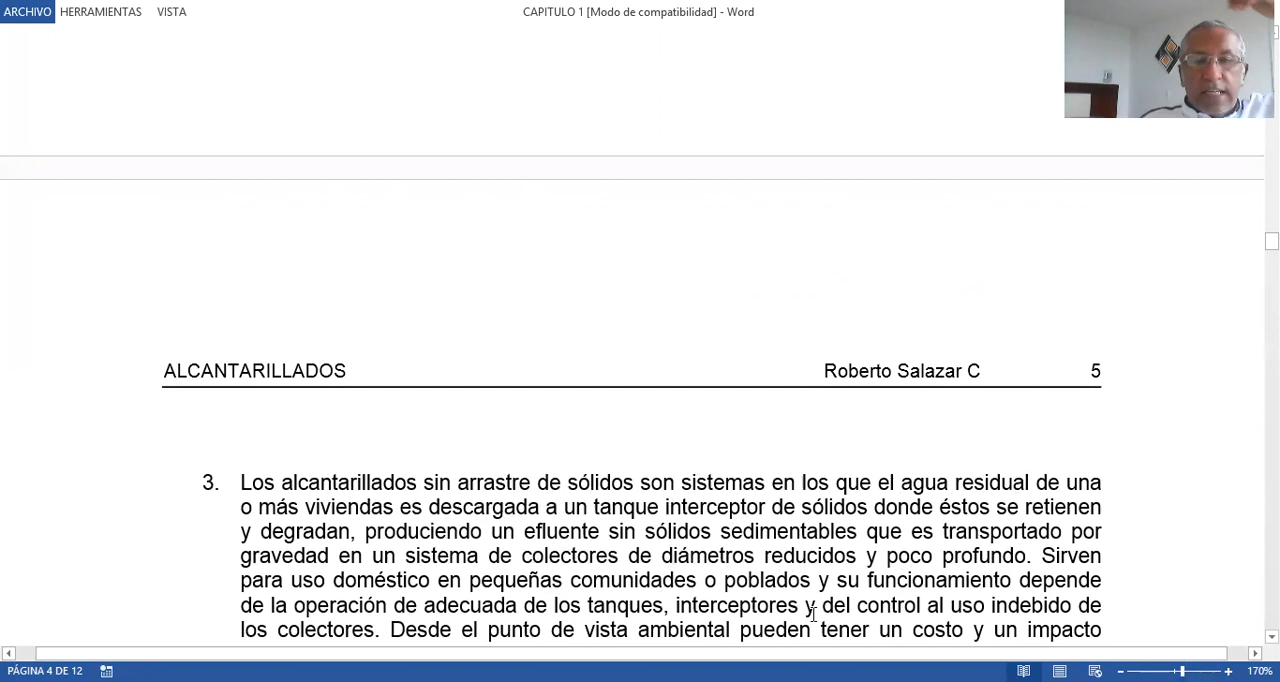 ARCHIVO HERRAMIENTAS VISTA CAPITULO 1 [Modo de compatibilidad] - Word
ALCANTARILLADOS Roberto Salazar C 5
3. Los alcantarillados sin arrastre de sólidos son sistemas en los que el agua residual de una
o más viviendas es descargada a un tanque interceptor de sólidos donde éstos se retienen
y degradan, produciendo un efluente sin sólidos sedimentables que es transportado por
gravedad en un sistema de colectores de diámetros reducidos y poco profundo. Sirven
para uso doméstico en pequeñas comunidades o poblados y su funcionamiento depende
de la operación de adecuada de los tanques, interceptores y del control al uso indebido de
los colectores. Desde el punto de vista ambiental pueden tener un costo y un impacto
PÁGINA 4 DE 12 170%